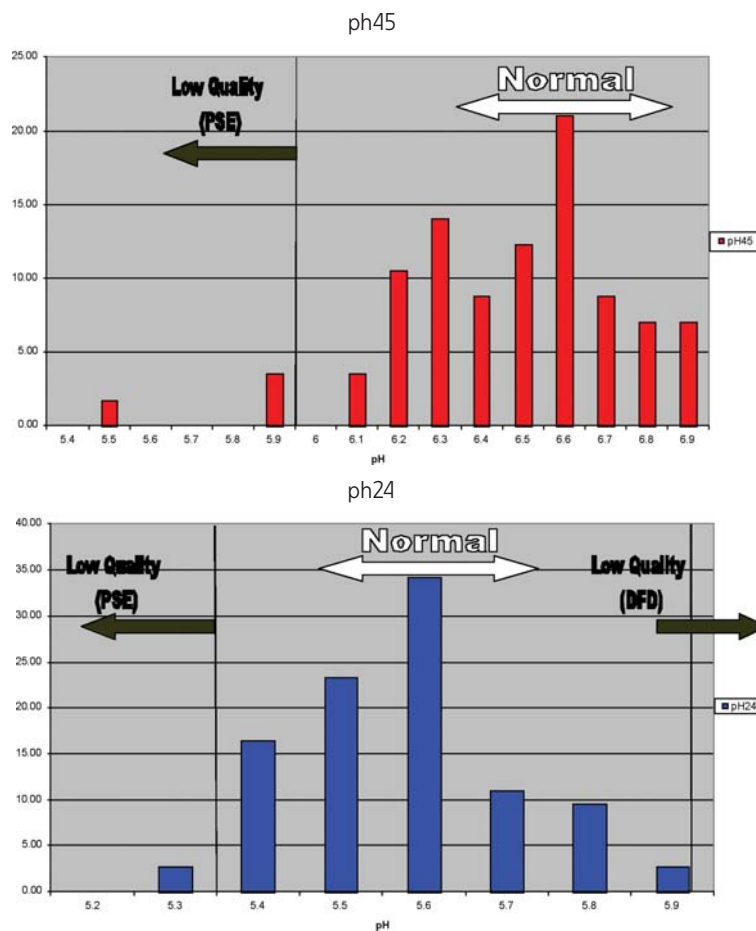 ph45
25.00
Normal
Low Quality
(PSE)
20.00
15.00
pH45
10.00
5.00
0.00
5.4 5.5 5.6 5.7 5.8 5.9 6 6.1 6.2 6.3 6.4 6.5 6.6 6.7 6.8 6.9
pH
ph24
40.00
Normal
Low Quality
(PSE)
Low Quality
(DFD)
35.00
30.00
25.00
20.00
pH24
15.00
10.00
5.00
0.00
5.2 5.3 5.4 5.5 5.6 5.7 5.8 5.9
pH